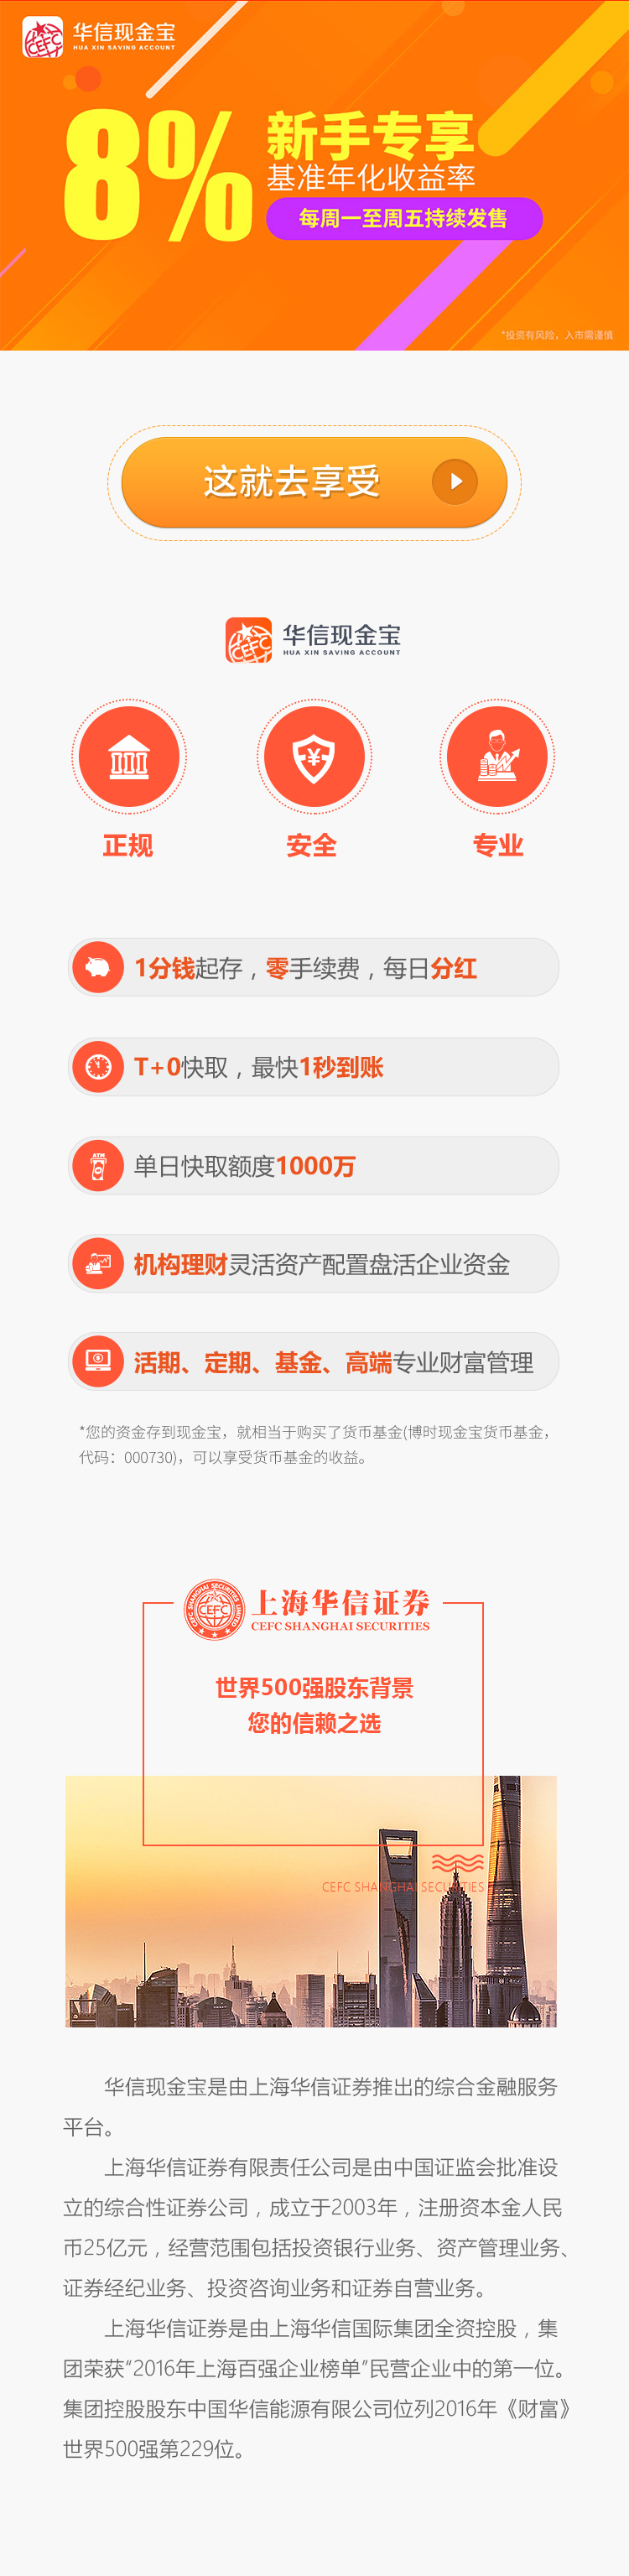 CEFC
华信现金宝
HUA XIN SAVING ACCOUNT
8%
新手专享
基准年化收益率
每周一至周五持续发售
*投资有风险，入市需谨慎
这就去享受
CEFC
华信现金宝
HUA XIN SAVING ACCOUNT
正规
安全
专业
1分钱起存，零手续费，每日分红
T+0快取，最快1秒到账
ATM
单日快取额度1000万
机构理财灵活资产配置盘活企业资金
活期、定期、基金、高端专业财富管理
*您的资金存到现金宝，就相当于购买了货币基金(博时现金宝货币基金，
代码：000730)，可以享受货币基金的收益。
CEFC SHANGHAI SECURITIES LIMITED
CEFC
上海华信证券
CEFC SHANGHAI SECURITIES
世界500强股东背景
您的信赖之选
CEFC SHANGHAI SECURITIES
华信现金宝是由上海华信证券推出的综合金融服务
平台。
上海华信证券有限责任公司是由中国证监会批准设
立的综合性证券公司，成立于2003年，注册资本金人民
币25亿元，经营范围包括投资银行业务、资产管理业务、
证券经纪业务、投资咨询业务和证券自营业务。
上海华信证券是由上海华信国际集团全资控股，集
团荣获“2016年上海百强企业榜单”民营企业中的第一位。
集团控股股东中国华信能源有限公司位列2016年《财富》
世界500强第229位。